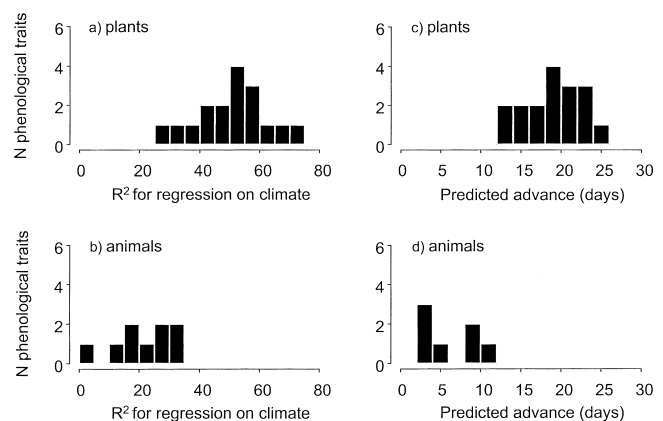 a) plants
N phenological traits
6
4
2
0
0 20 40 60 80
R² for regression on climate
c) plants
6
4
2
0
0 5 10 15 20 25 30
Predicted advance (days)
b) animals
N phenological traits
6
4
2
0
0 20 40 60 80
R² for regression on climate
d) animals
6
4
2
0
0 5 10 15 20 25 30
Predicted advance (days)